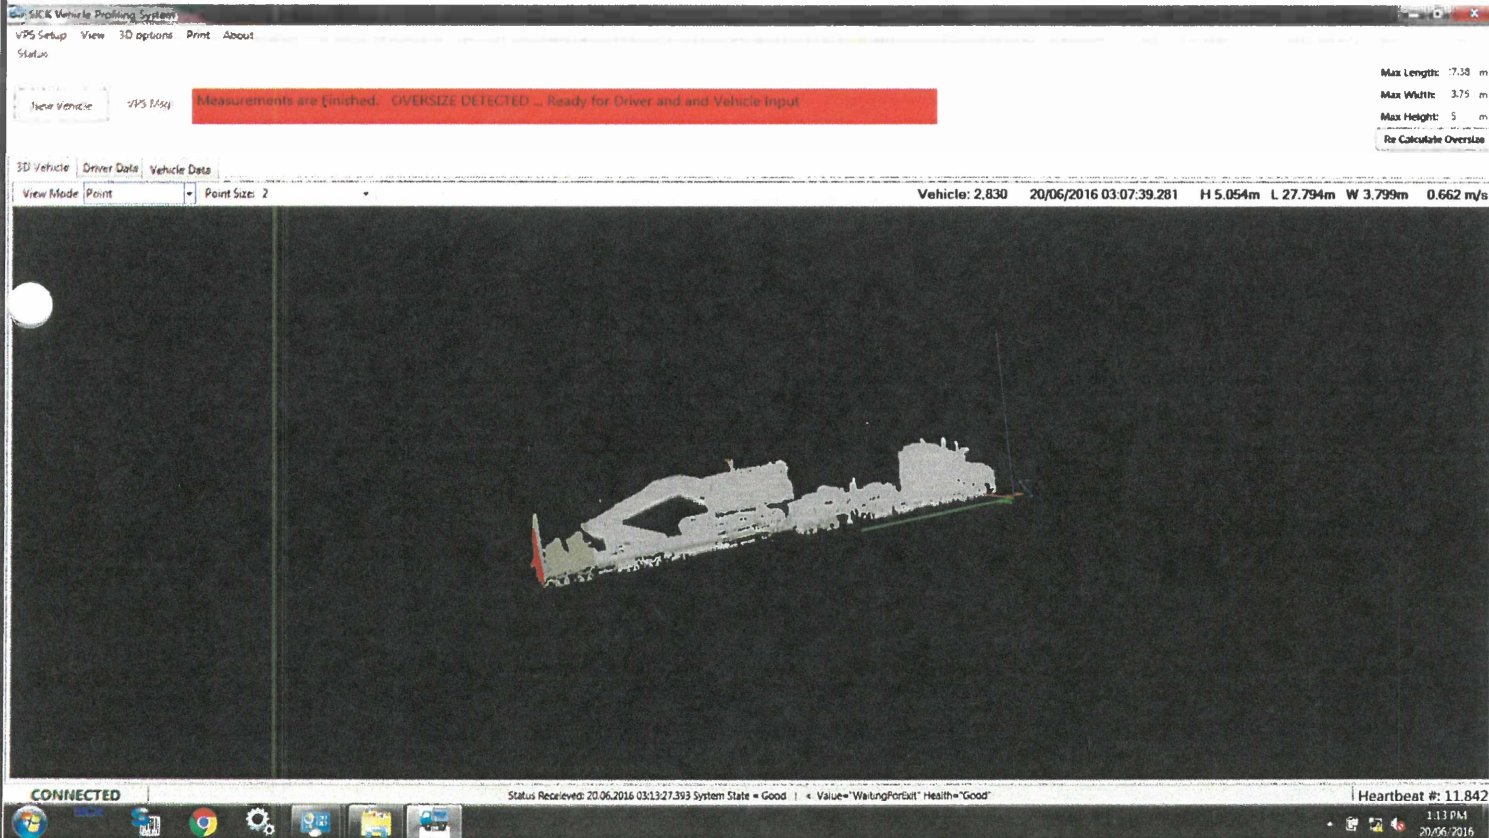 SICK Vehicle Profiling System
VPS Setup View 3D options Print About
Status
Max Length: 7.38 m
New Vehicle VPS Msg Measurements are Finished. OVERSIZE DETECTED ... Ready for Driver and and Vehicle Input
Max Width: 3.75 m
Max Height: 5 m
Re Calculate Oversize
3D Vehicle Driver Data Vehicle Data
View Mode Point Point Size: 2 Vehicle: 2,830 20/06/2016 03:07:39.281 H 5.054m L 27.794m W 3.799m 0.662 m/s
CONNECTED Status Receieved: 20.06.2016 03:13:27.393 System State = Good | < Value="WaitingForExit" Health="Good" Heartbeat #: 11.842
SICK
1:13 PM
20/06/2016